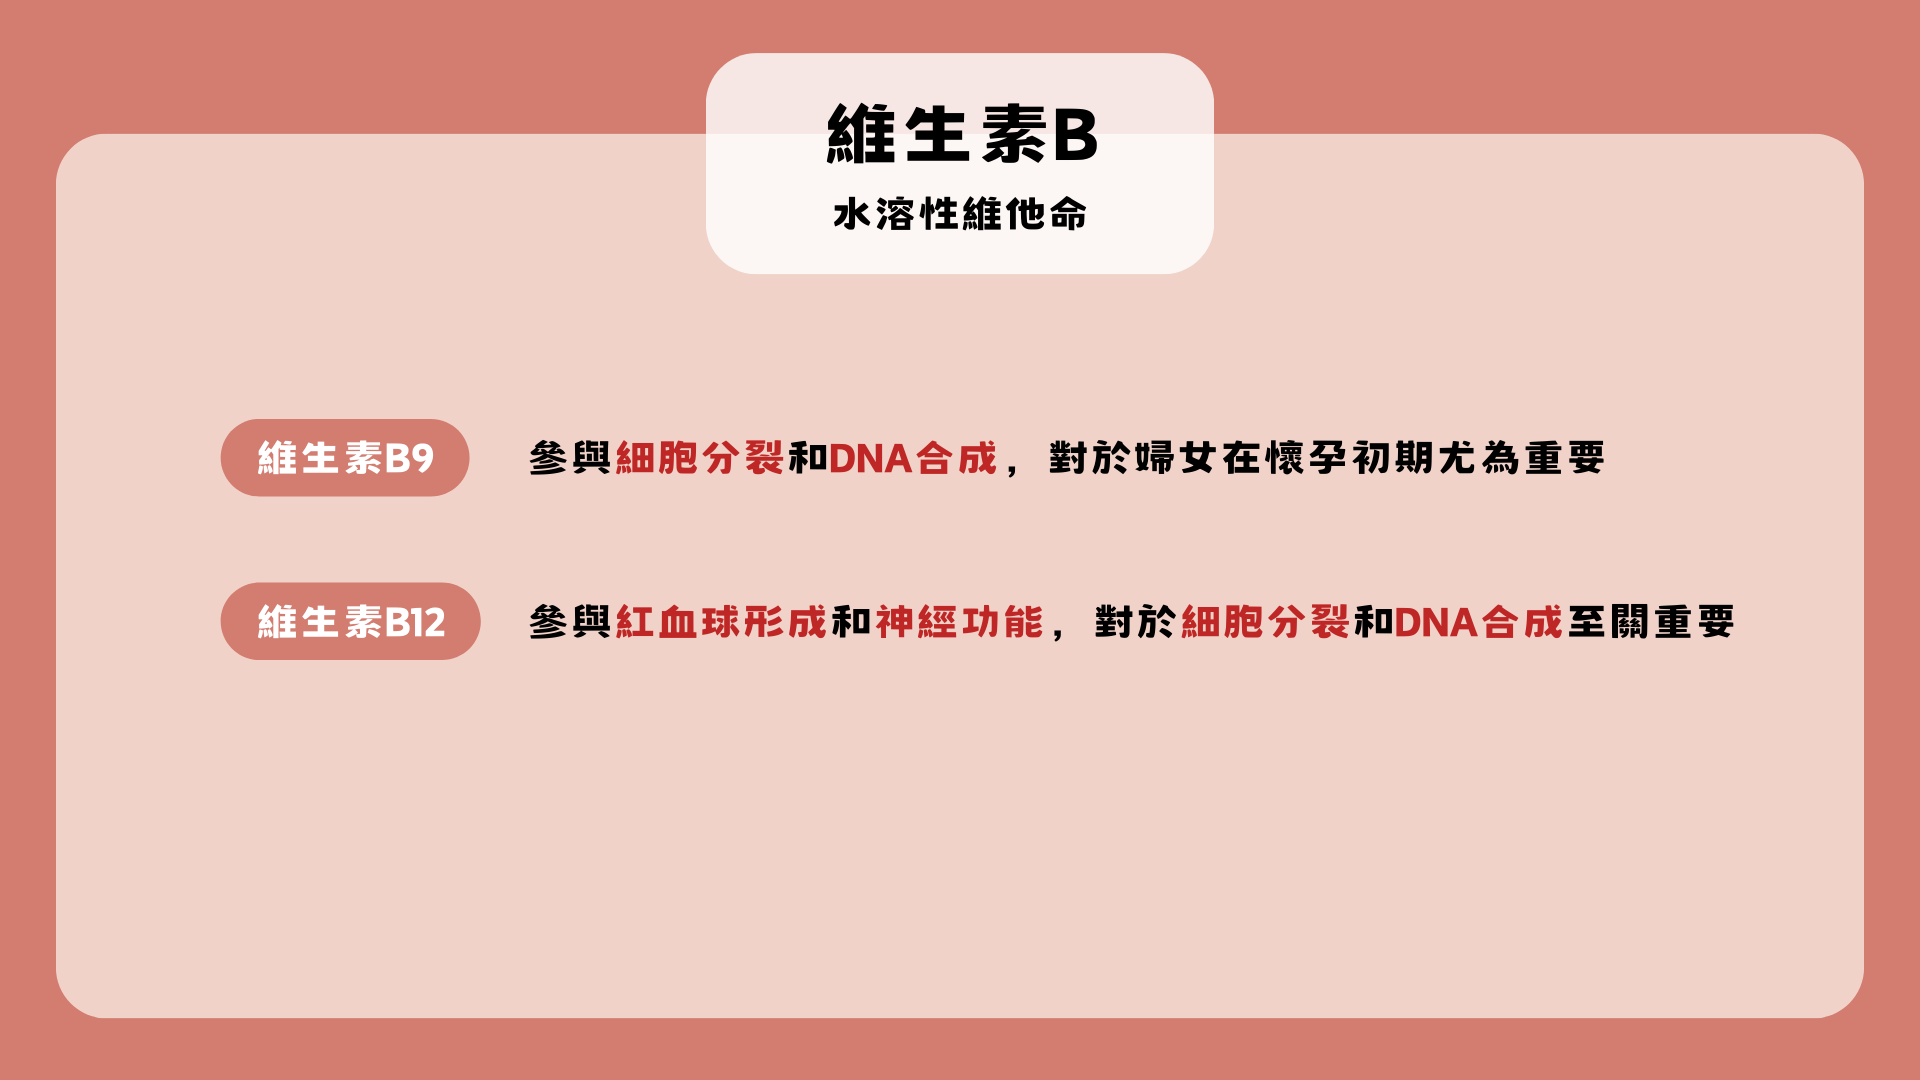 維生素B
水溶性維他命
維生素B9
參與細胞分裂和DNA合成，對於婦女在懷孕初期尤為重要
維生素B12
參與紅血球形成和神經功能，對於細胞分裂和DNA合成至關重要